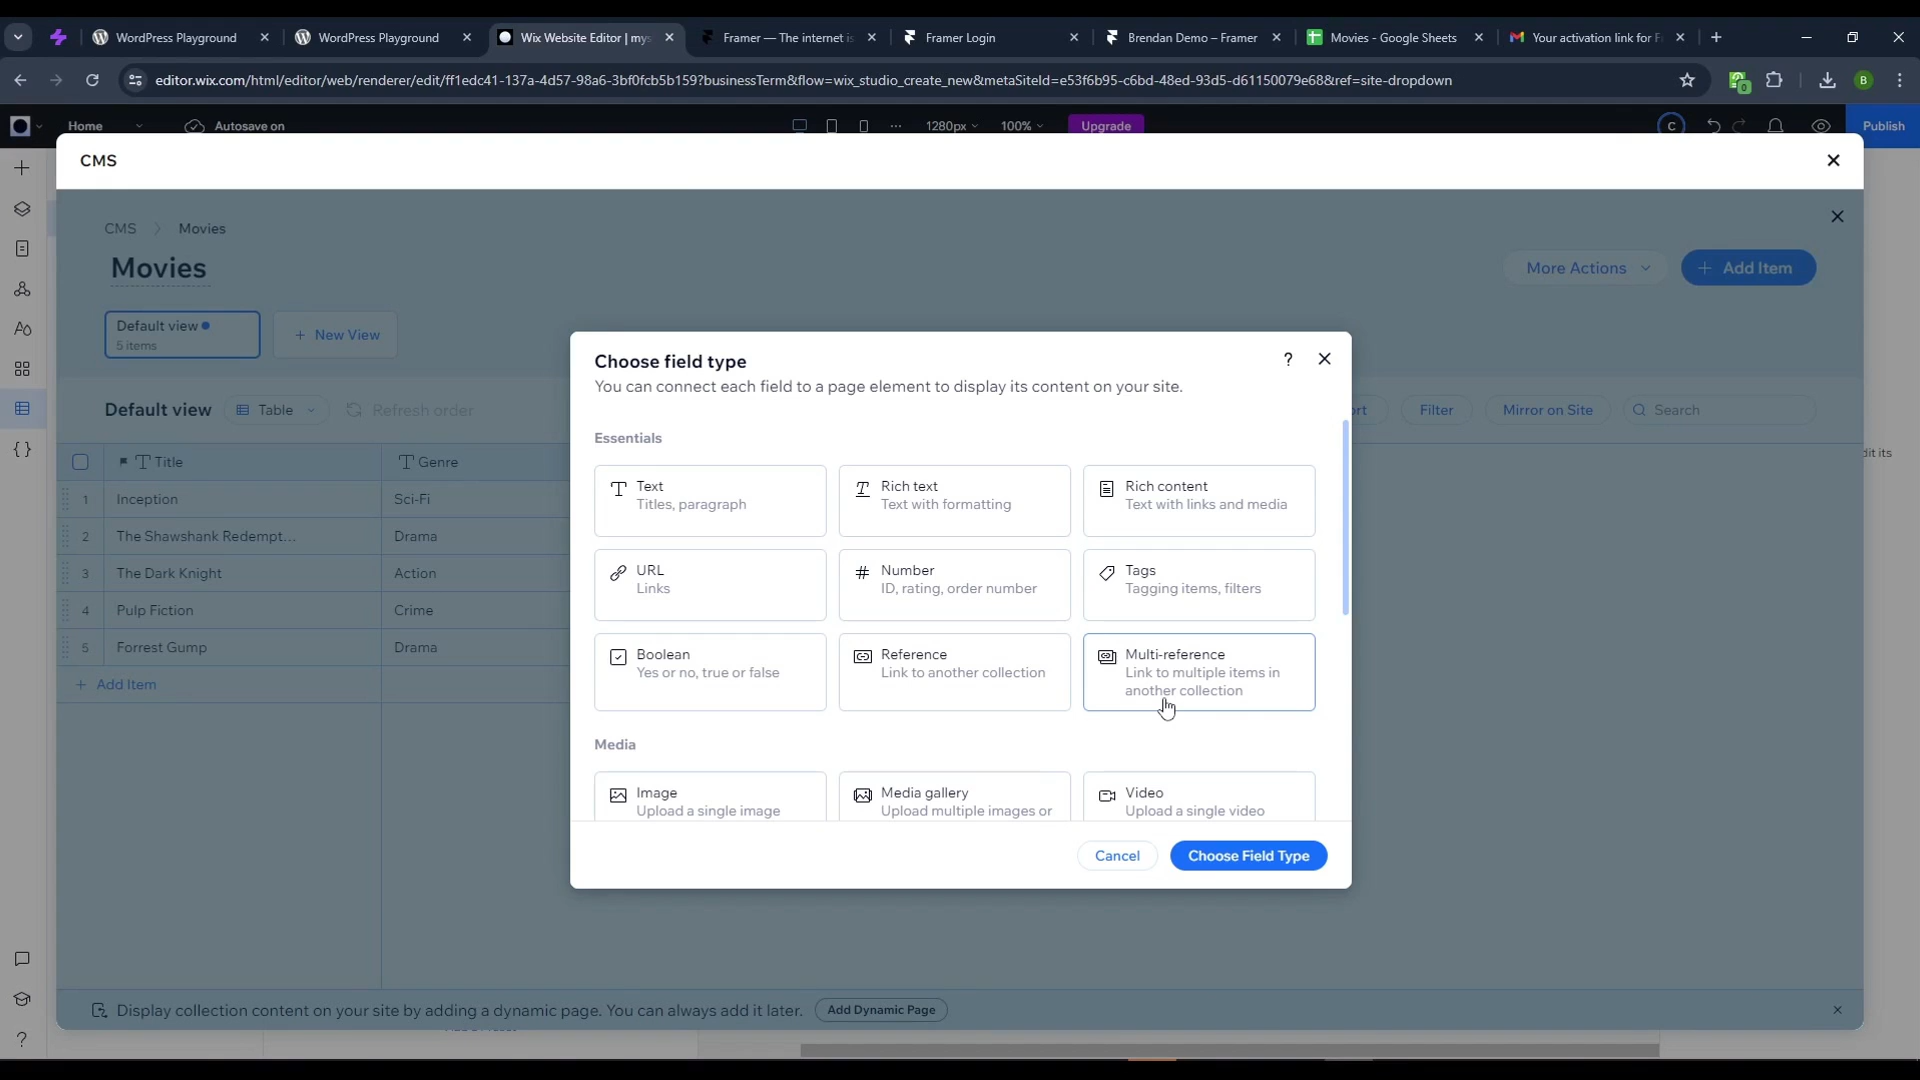 WordPress Playground
WordPress Playground
Wix Website Editor | mys
Framer — The internet is
Framer Login
Brendan Demo – Framer
Movies - Google Sheets
Your activation link for F
editor.wix.com/html/editor/web/renderer/edit/ff1edc41-137a-4d57-98a6-3bf0fcb5b159?businessTerm&flow=wix_studio_create_new&metaSiteId=e53f6b95-c6bd-48ed-93d5-d61150079e68&ref=site-dropdown
0
B
Home
Autosave on
1280px
100%
Upgrade
C
Publish
CMS
CMS > Movies
Movies
More Actions
+ Add Item
Default view
5 items
+ New View
Default view
Table
Refresh order
ort
Filter
Mirror on Site
Search
dit its
Title
Genre
1 Inception Sci-Fi
2 The Shawshank Redempt... Drama
3 The Dark Knight Action
4 Pulp Fiction Crime
5 Forrest Gump Drama
+ Add Item
Choose field type
?
You can connect each field to a page element to display its content on your site.
Essentials
Text
Titles, paragraph
Rich text
Text with formatting
Rich content
Text with links and media
URL
Links
Number
ID, rating, order number
Tags
Tagging items, filters
Boolean
Yes or no, true or false
Reference
Link to another collection
Multi-reference
Link to multiple items in
another collection
Media
Image
Upload a single image
Media gallery
Upload multiple images or
Video
Upload a single video
Cancel
Choose Field Type
Display collection content on your site by adding a dynamic page. You can always add it later.
Add Dynamic Page